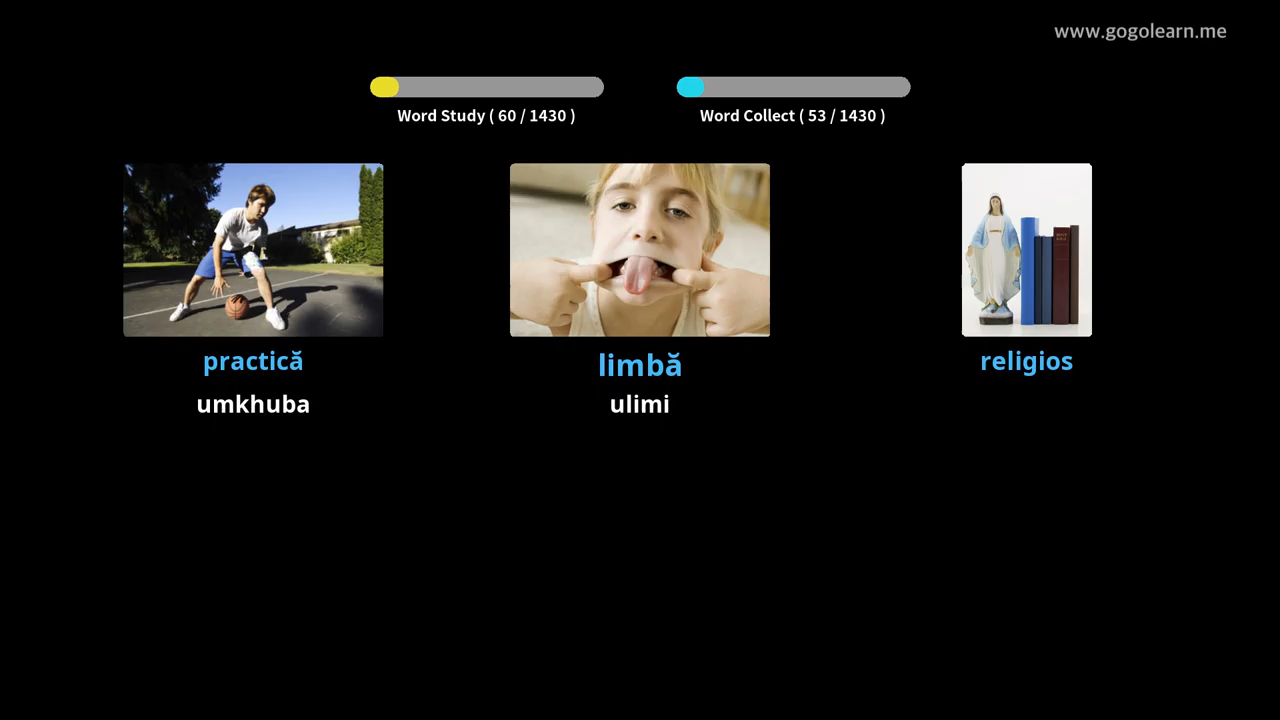 www.gogolearn.me
Word Study ( 60 / 1430 )
Word Collect ( 53 / 1430 )
practică
limbă
religios
umkhuba
ulimi